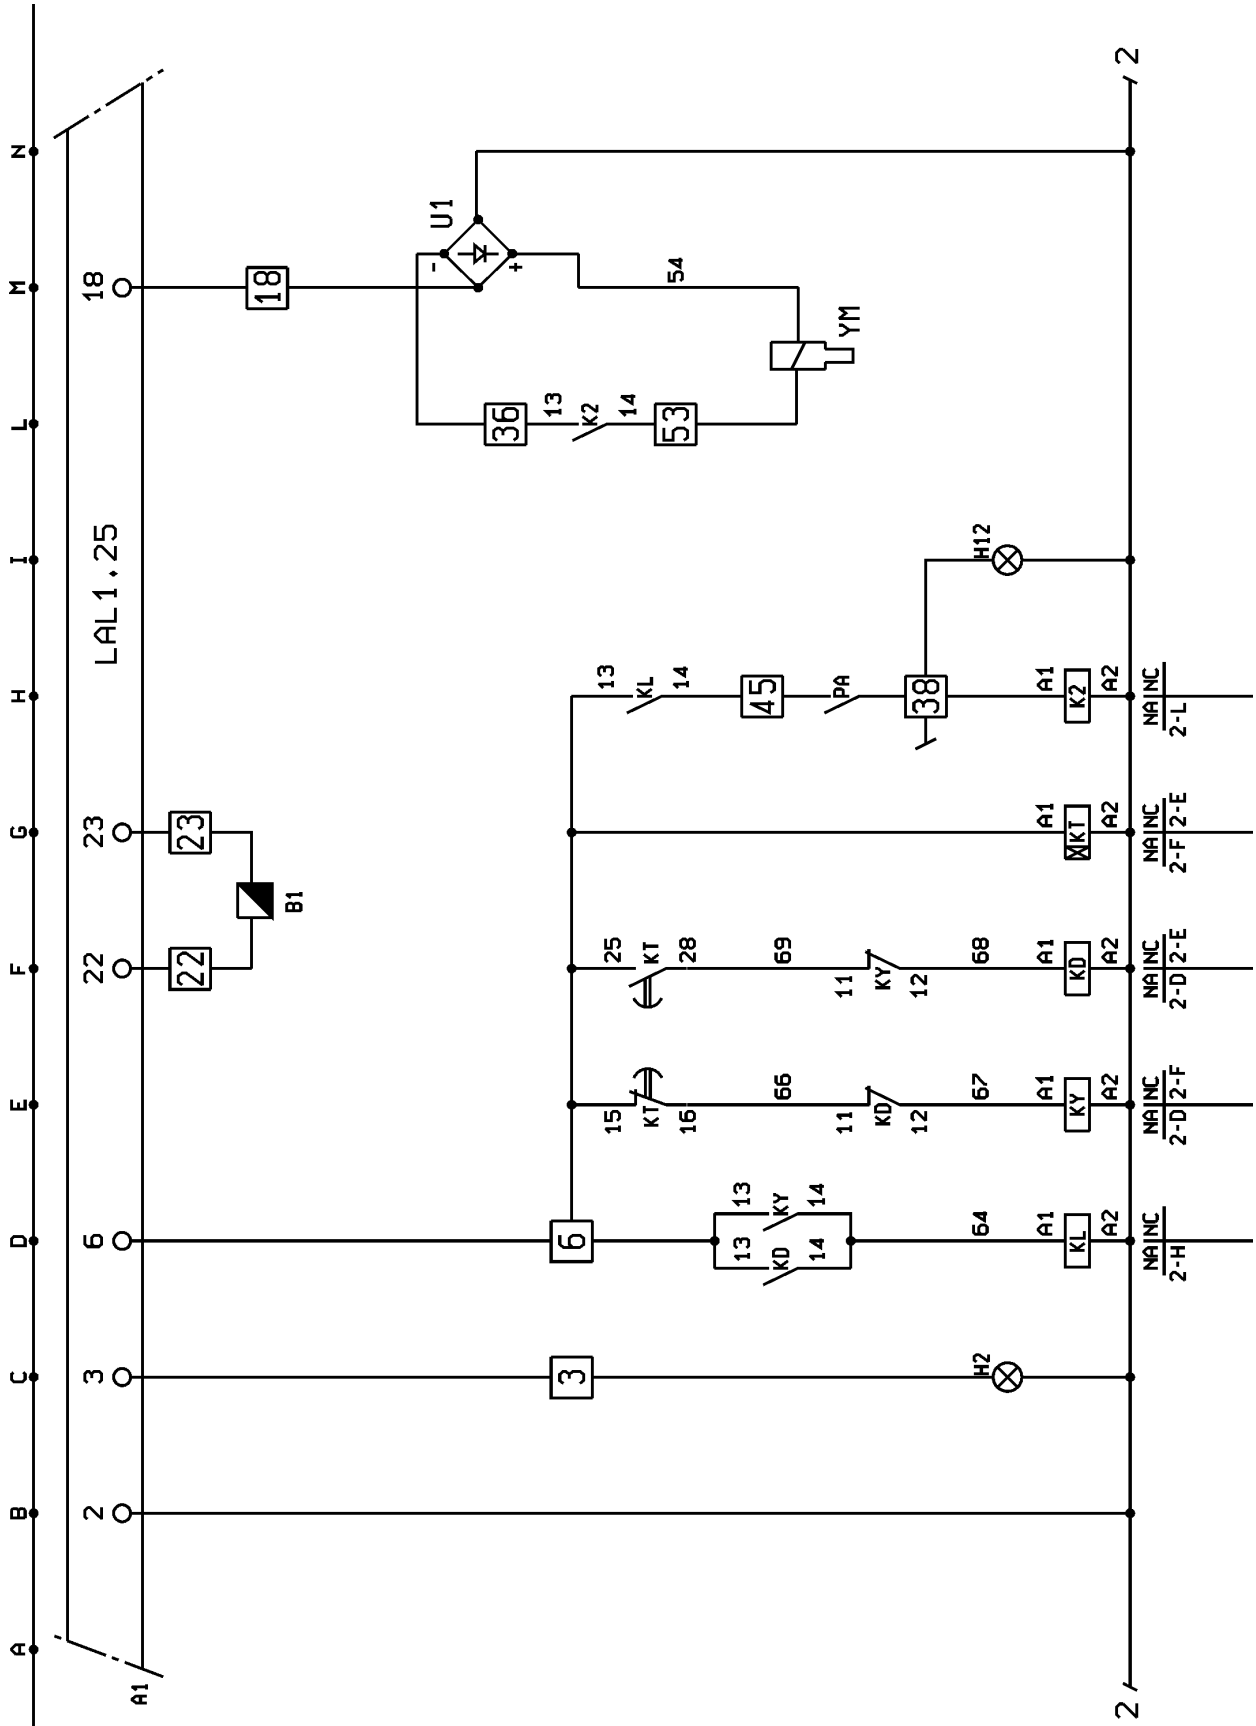 A B C D E F G H I L M N
A1
LAL1.25
2 3 6 22 23 18
22 23 18
B1
U1
- +
36
13 K2 14
53
54
YM
3 6
13 KD 14
13 KY 14
15 KT 16
25 KT 28
13 KL 14
66 69
45
11 KD 12
11 KY 12
PA
38
H2
64 67 68
H12
A1 A1 A1 A1 A1
KL KY KD KT K2
A2 A2 A2 A2 A2
2 2
NA NC NA NC NA NC NA NC NA NC
2-H 2-D 2-F 2-D 2-E 2-F 2-E 2-L